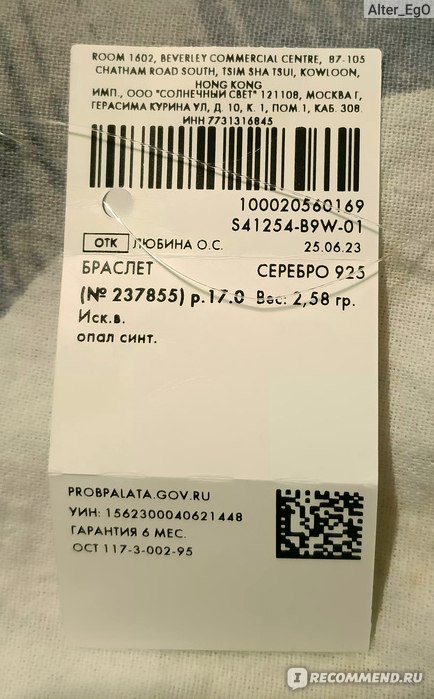 Alter_EgO
ROOM 1602, BEVERLEY COMMERCIAL CENTRE, 87-105
CHATHAM ROAD SOUTH, TSIM SHA TSUI, KOWLOON,
HONG KONG
ИМП., ООО "СОЛНЕЧНЫЙ СВЕТ" 121108, МОСКВА Г,
ГЕРАСИМА КУРИНА УЛ, Д. 10, К. 1, ПОМ.1, КАБ. 308.
ИНН 7731316845
100020560169
S41254-B9W-01
ОТК ЛЮБИНА О.С. 25.06.23
БРАСЛЕТ СЕРЕБРО 925
(№ 237855) р.17.0 Вес: 2,58 гр.
Иск.в.
опал синт.
PROBPALATA.GOV.RU
УИН: 1562300040621448
ГАРАНТИЯ 6 МЕС.
ОСТ 117-3-002-95
IRECOMMEND.RU